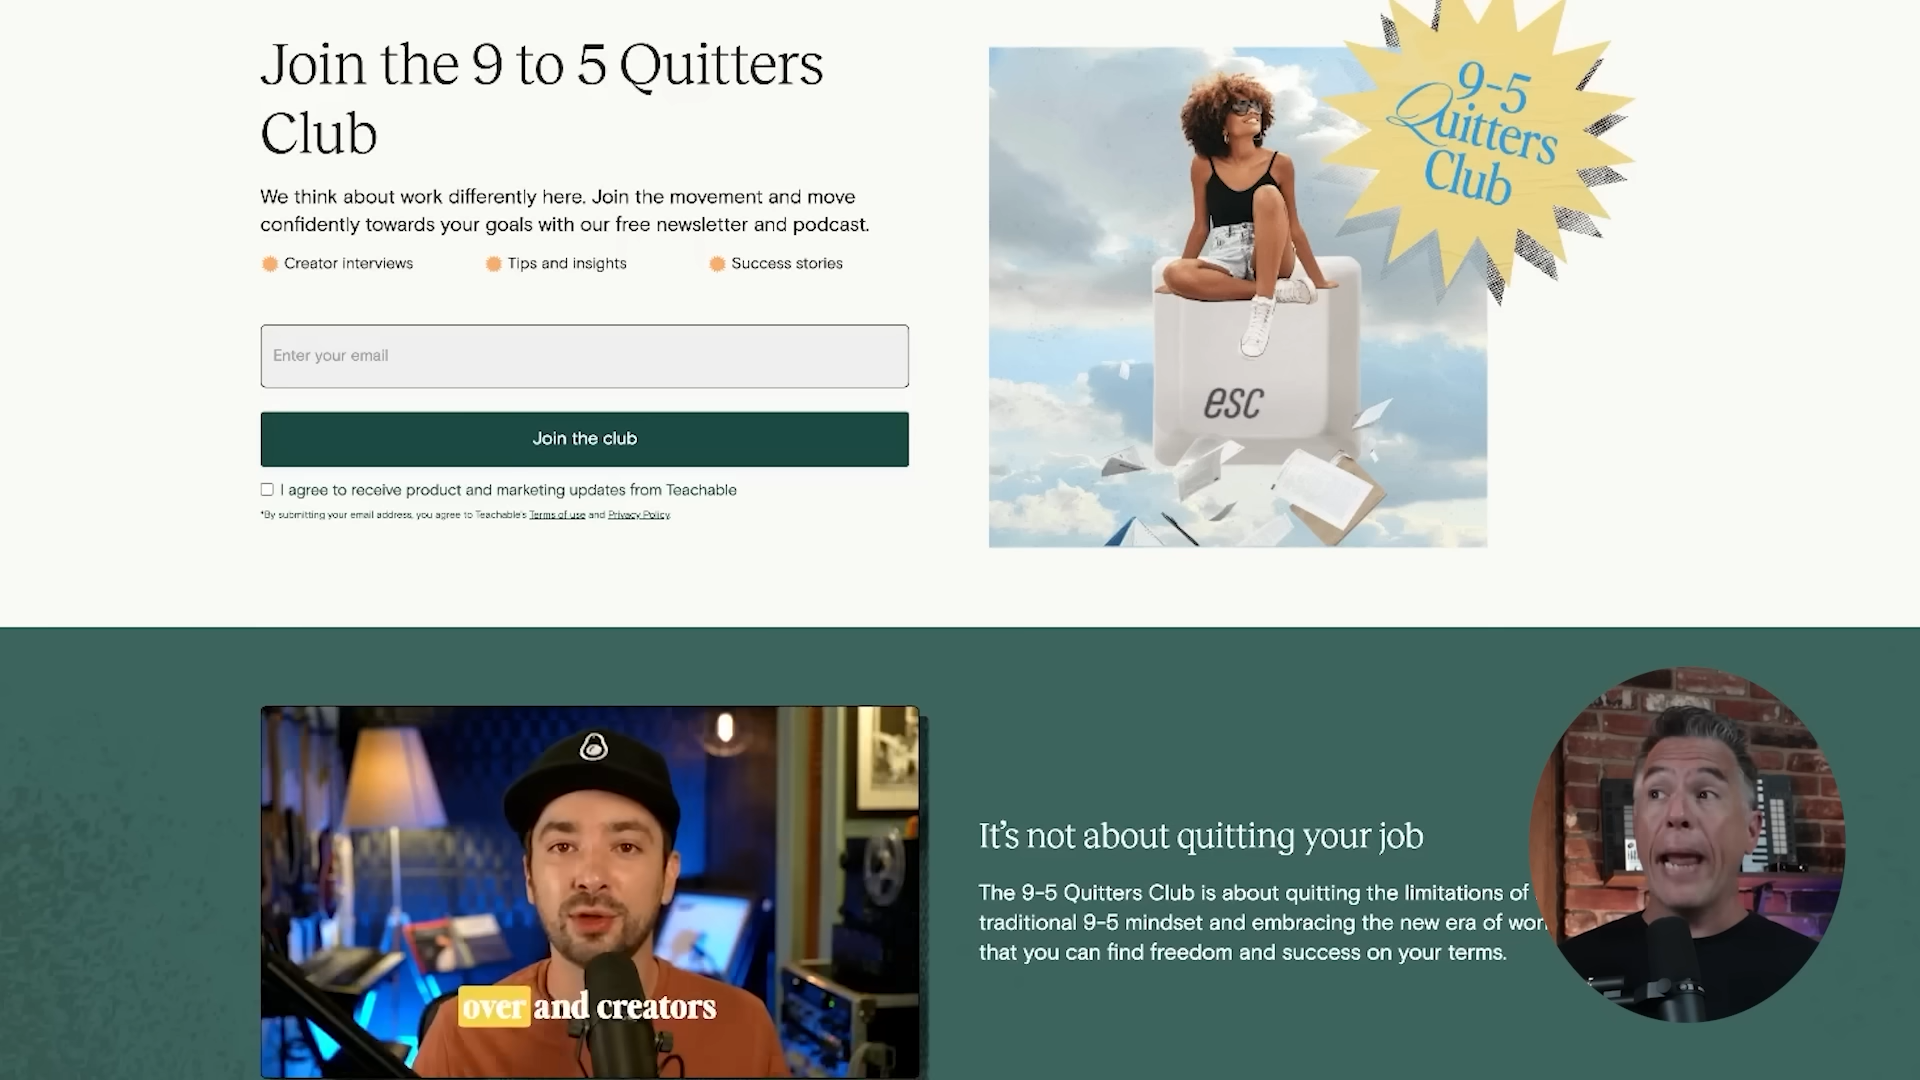 Join the 9 to 5 Quitters
Club
We think about work differently here. Join the movement and move
confidently towards your goals with our free newsletter and podcast.
Creator interviews
Tips and insights
Success stories
Enter your email
Join the club
I agree to receive product and marketing updates from Teachable
*By submitting your email address, you agree to Teachable's Terms of use and Privacy Policy.
9-5
Quitters
Club
esc
over and creators
It's not about quitting your job
The 9-5 Quitters Club is about quitting the limitations of
traditional 9-5 mindset and embracing the new era of wor
that you can find freedom and success on your terms.